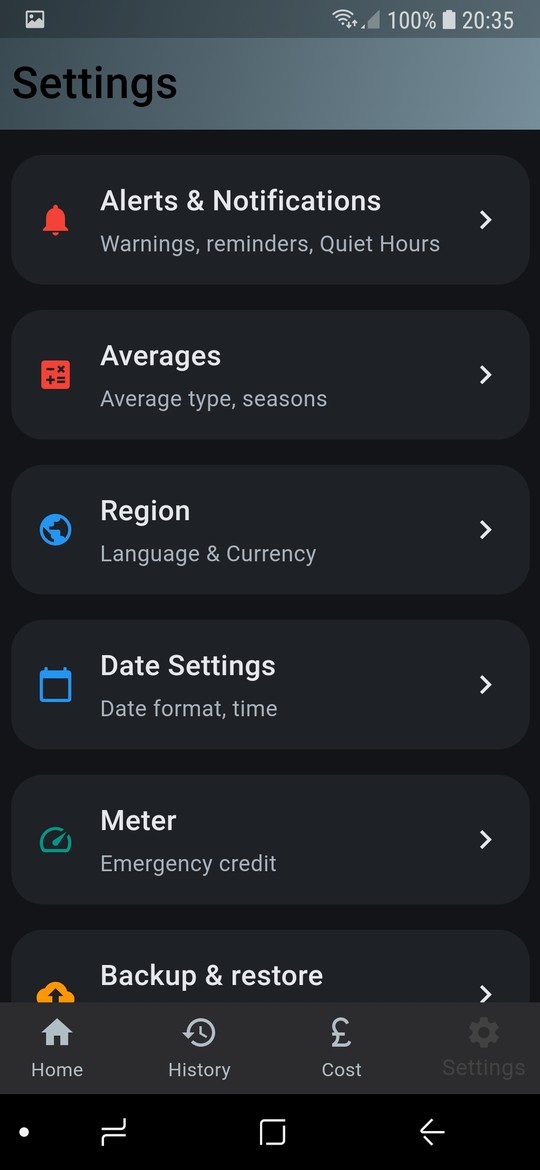 100% 20:35
Settings
Alerts & Notifications
Warnings, reminders, Quiet Hours
Averages
Average type, seasons
Region
Language & Currency
Date Settings
Date format, time
Meter
Emergency credit
Backup & restore
Home History Cost Settings